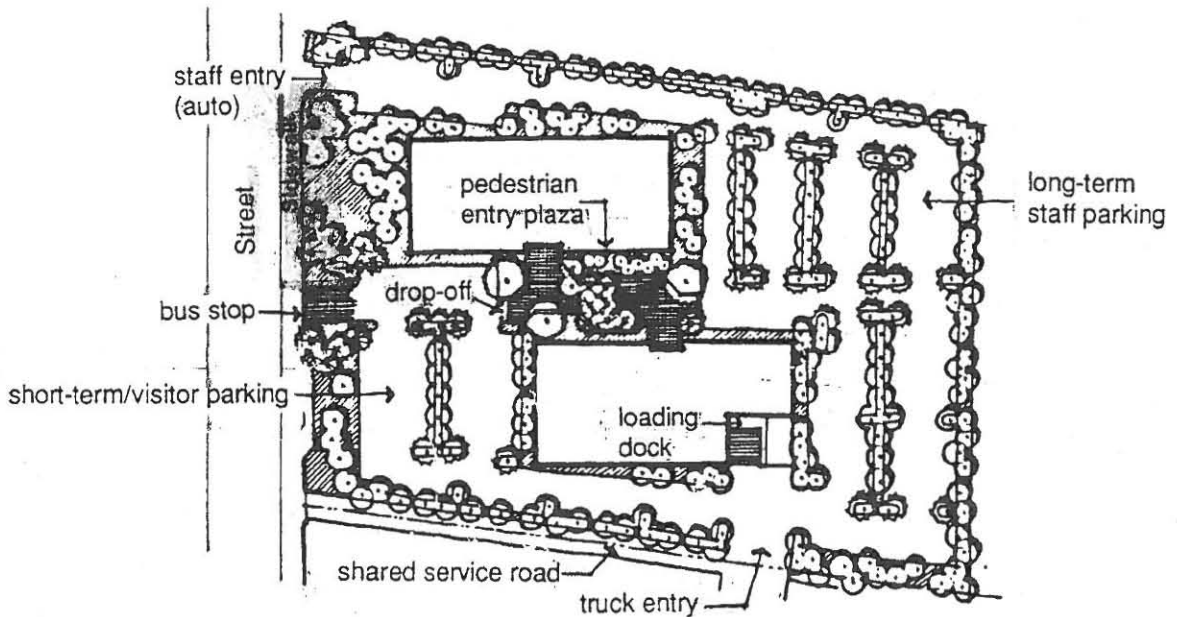 staff entry
(auto)
Street
Sidewalk
pedestrian
entry plaza
long-term
staff parking
drop-off
bus stop
short-term/visitor parking
loading
dock
shared service road
truck entry